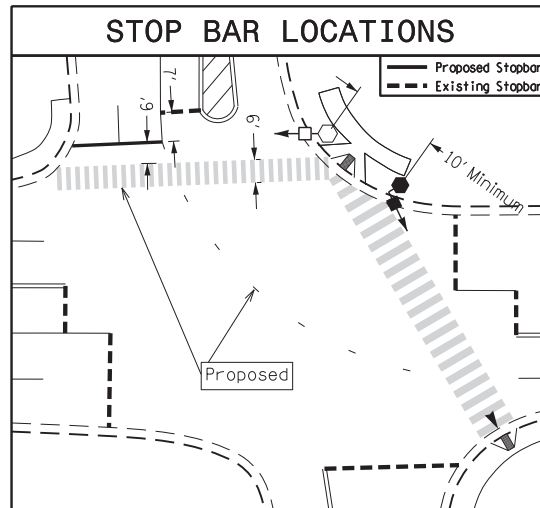 STOP BAR LOCATIONS
Proposed Stopbar
Existing Stopbar
7'
6'
6'
10' Minimum
Proposed